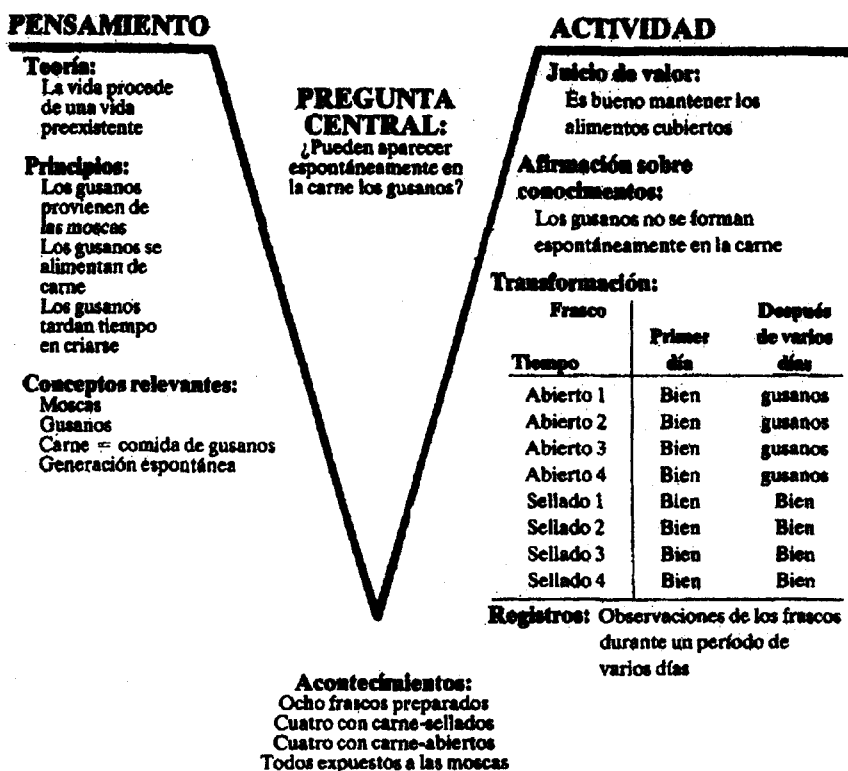 PENSAMIENTO
Teoría:
La vida procede
de una vida
preexistente
Principios:
Los gusanos
provienen de
las moscas
Los gusanos se
alimentan de
carne
Los gusanos
tardan tiempo
en criarse
Conceptos relevantes:
Moscas
Gusanos
Carne = comida de gusanos
Generación espontánea
PREGUNTA
CENTRAL:
¿Pueden aparecer
espontáneamente en
la carne los gusanos?
ACTIVIDAD
Juicio de valor:
Es bueno mantener los
alimentos cubiertos
Afirmación sobre
conocimientos:
Los gusanos no se forman
espontáneamente en la carne
Transformación:
Frasco Después
Primer de varios
Tiempo día días
Abierto 1 Bien gusanos
Abierto 2 Bien gusanos
Abierto 3 Bien gusanos
Abierto 4 Bien gusanos
Sellado 1 Bien Bien
Sellado 2 Bien Bien
Sellado 3 Bien Bien
Sellado 4 Bien Bien
Registros: Observaciones de los frascos
durante un período de
varios días
Acontecimientos:
Ocho frascos preparados
Cuatro con carne-sellados
Cuatro con carne-abiertos
Todos expuestos a las moscas